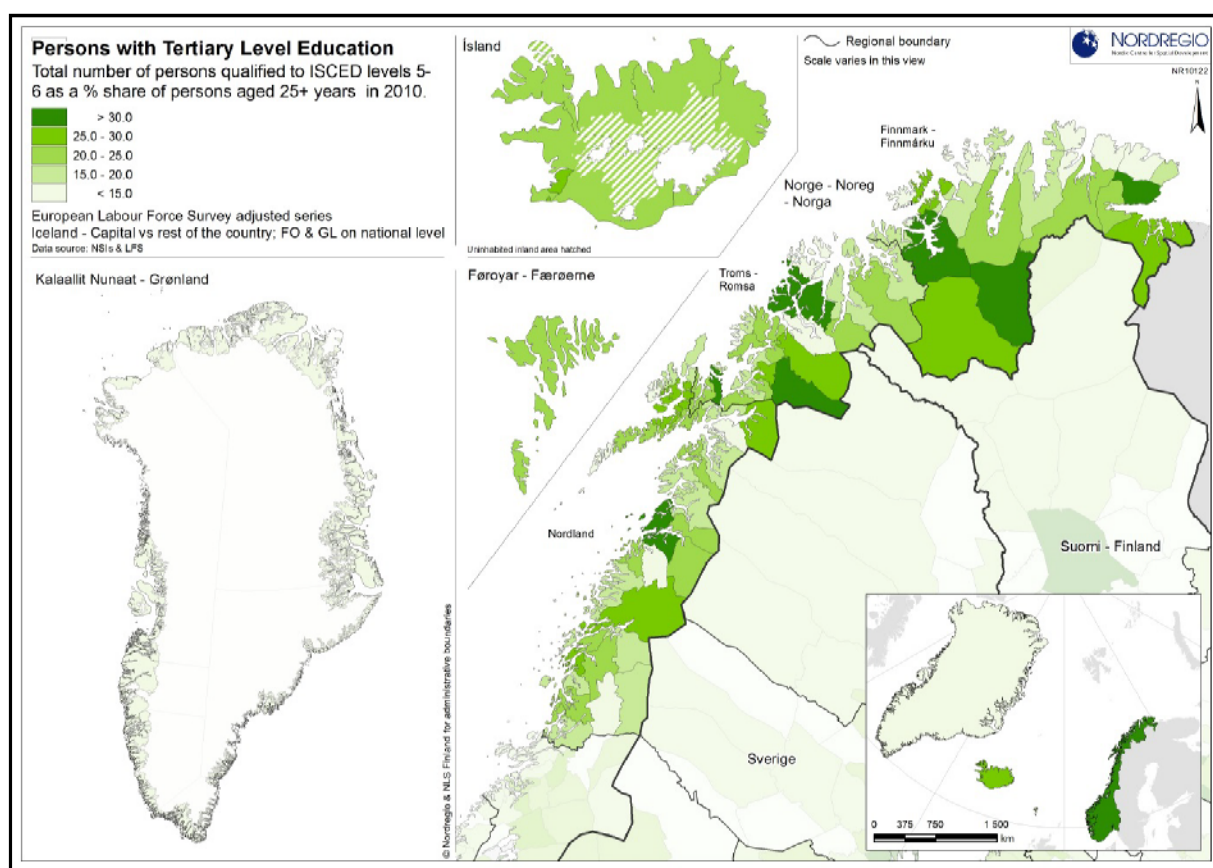 Persons with Tertiary Level Education
Total number of persons qualified to ISCED levels 5-
6 as a % share of persons aged 25+ years in 2010.
> 30.0
25.0 - 30.0
20.0 - 25.0
15.0 - 20.0
< 15.0
European Labour Force Survey adjusted series
Iceland - Capital vs rest of the country; FO & GL on national level
Data source: NSIs & LFS
Kalaallit Nunaat - Grønland
Ísland
Uninhabited inland area hatched
Føroyar - Færøerne
Regional boundary
Scale varies in this view
NORDREGIO
Nordic Centre for Spatial Development
NR10122
N
Finnmark -
Finnmárku
Norge - Noreg
- Norga
Troms -
Romsa
Nordland
Suomi - Finland
Sverige
© Nordregio & NLS Finland for administrative boundaries
0 375 750 1 500
km